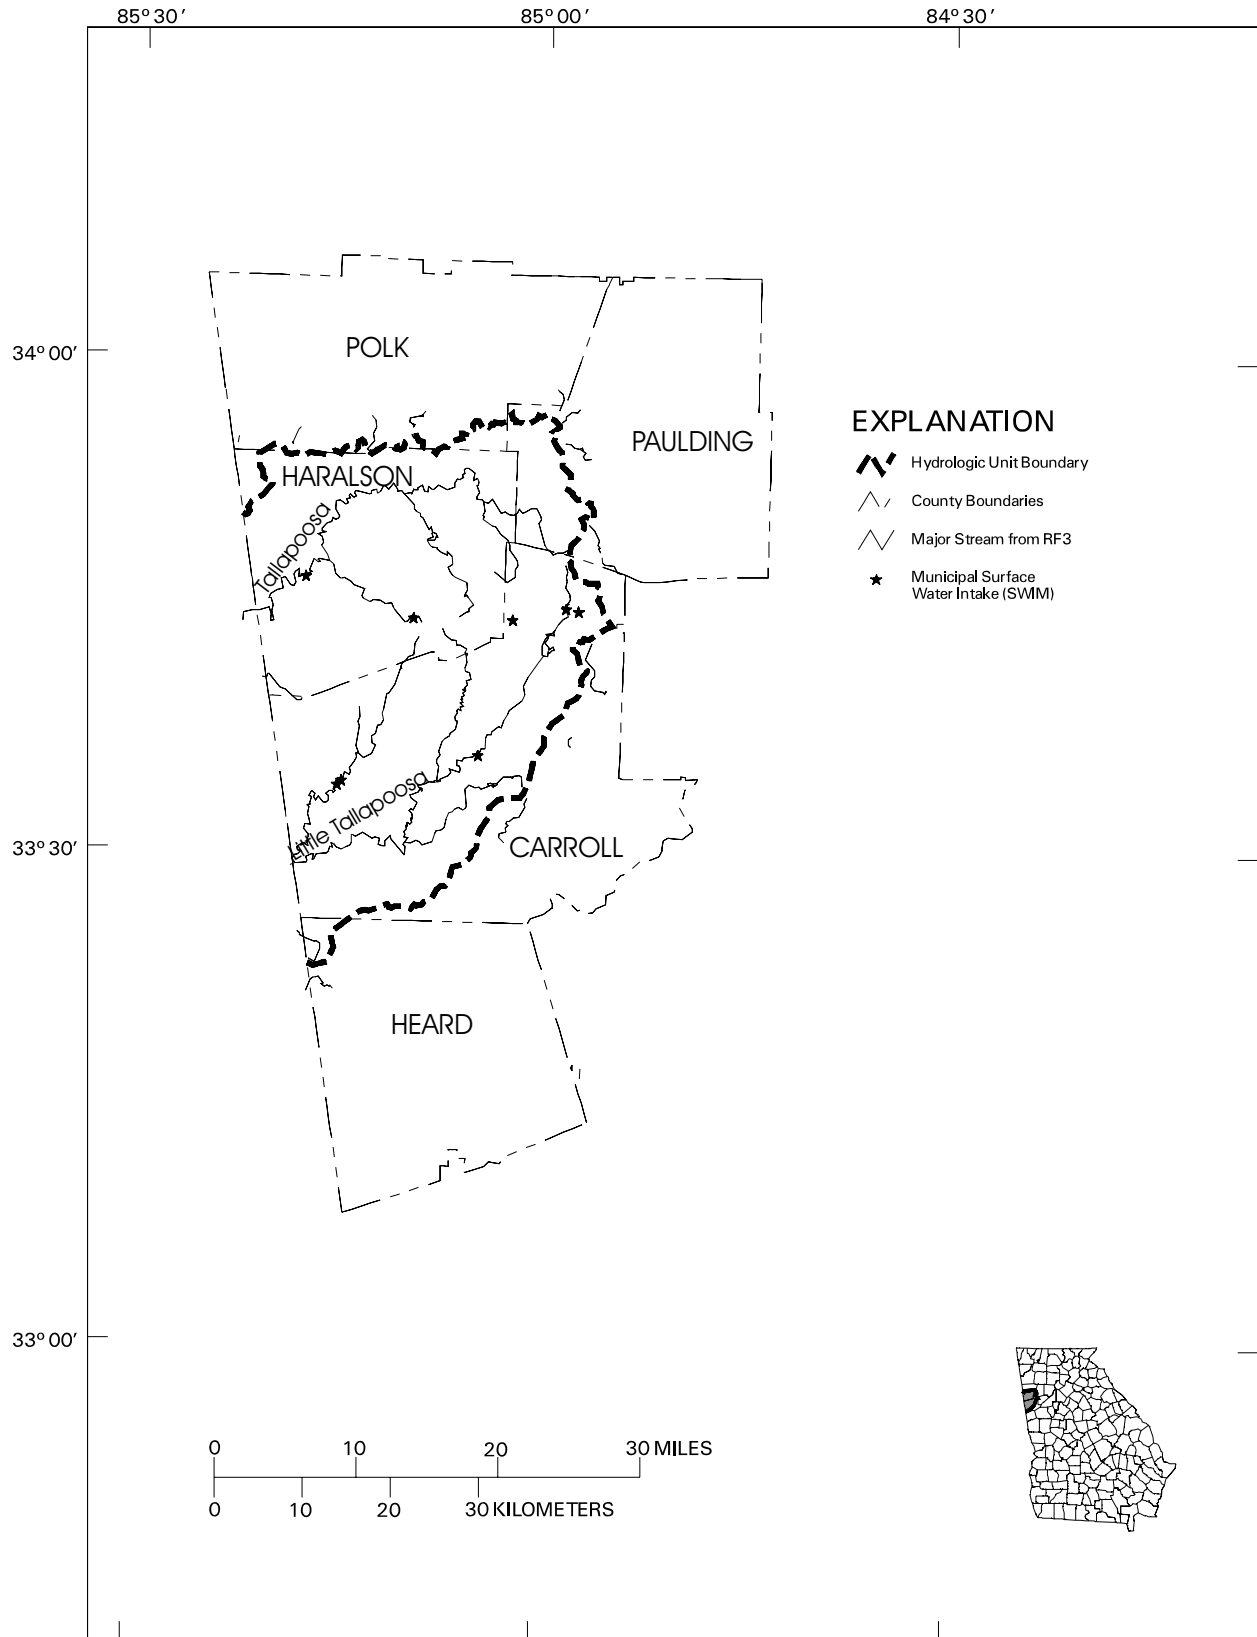 85° 30'
85° 00'
84° 30'
34° 00'
POLK
PAULDING
HARALSON
Tallapoosa
EXPLANATION
Hydrologic Unit Boundary
County Boundaries
Major Stream from RF3
Municipal Surface
Water Intake (SWIM)
Little Tallapoosa
33° 30'
CARROLL
HEARD
33° 00'
0 10 20 30 MILES
0 10 20 30 KILOMETERS